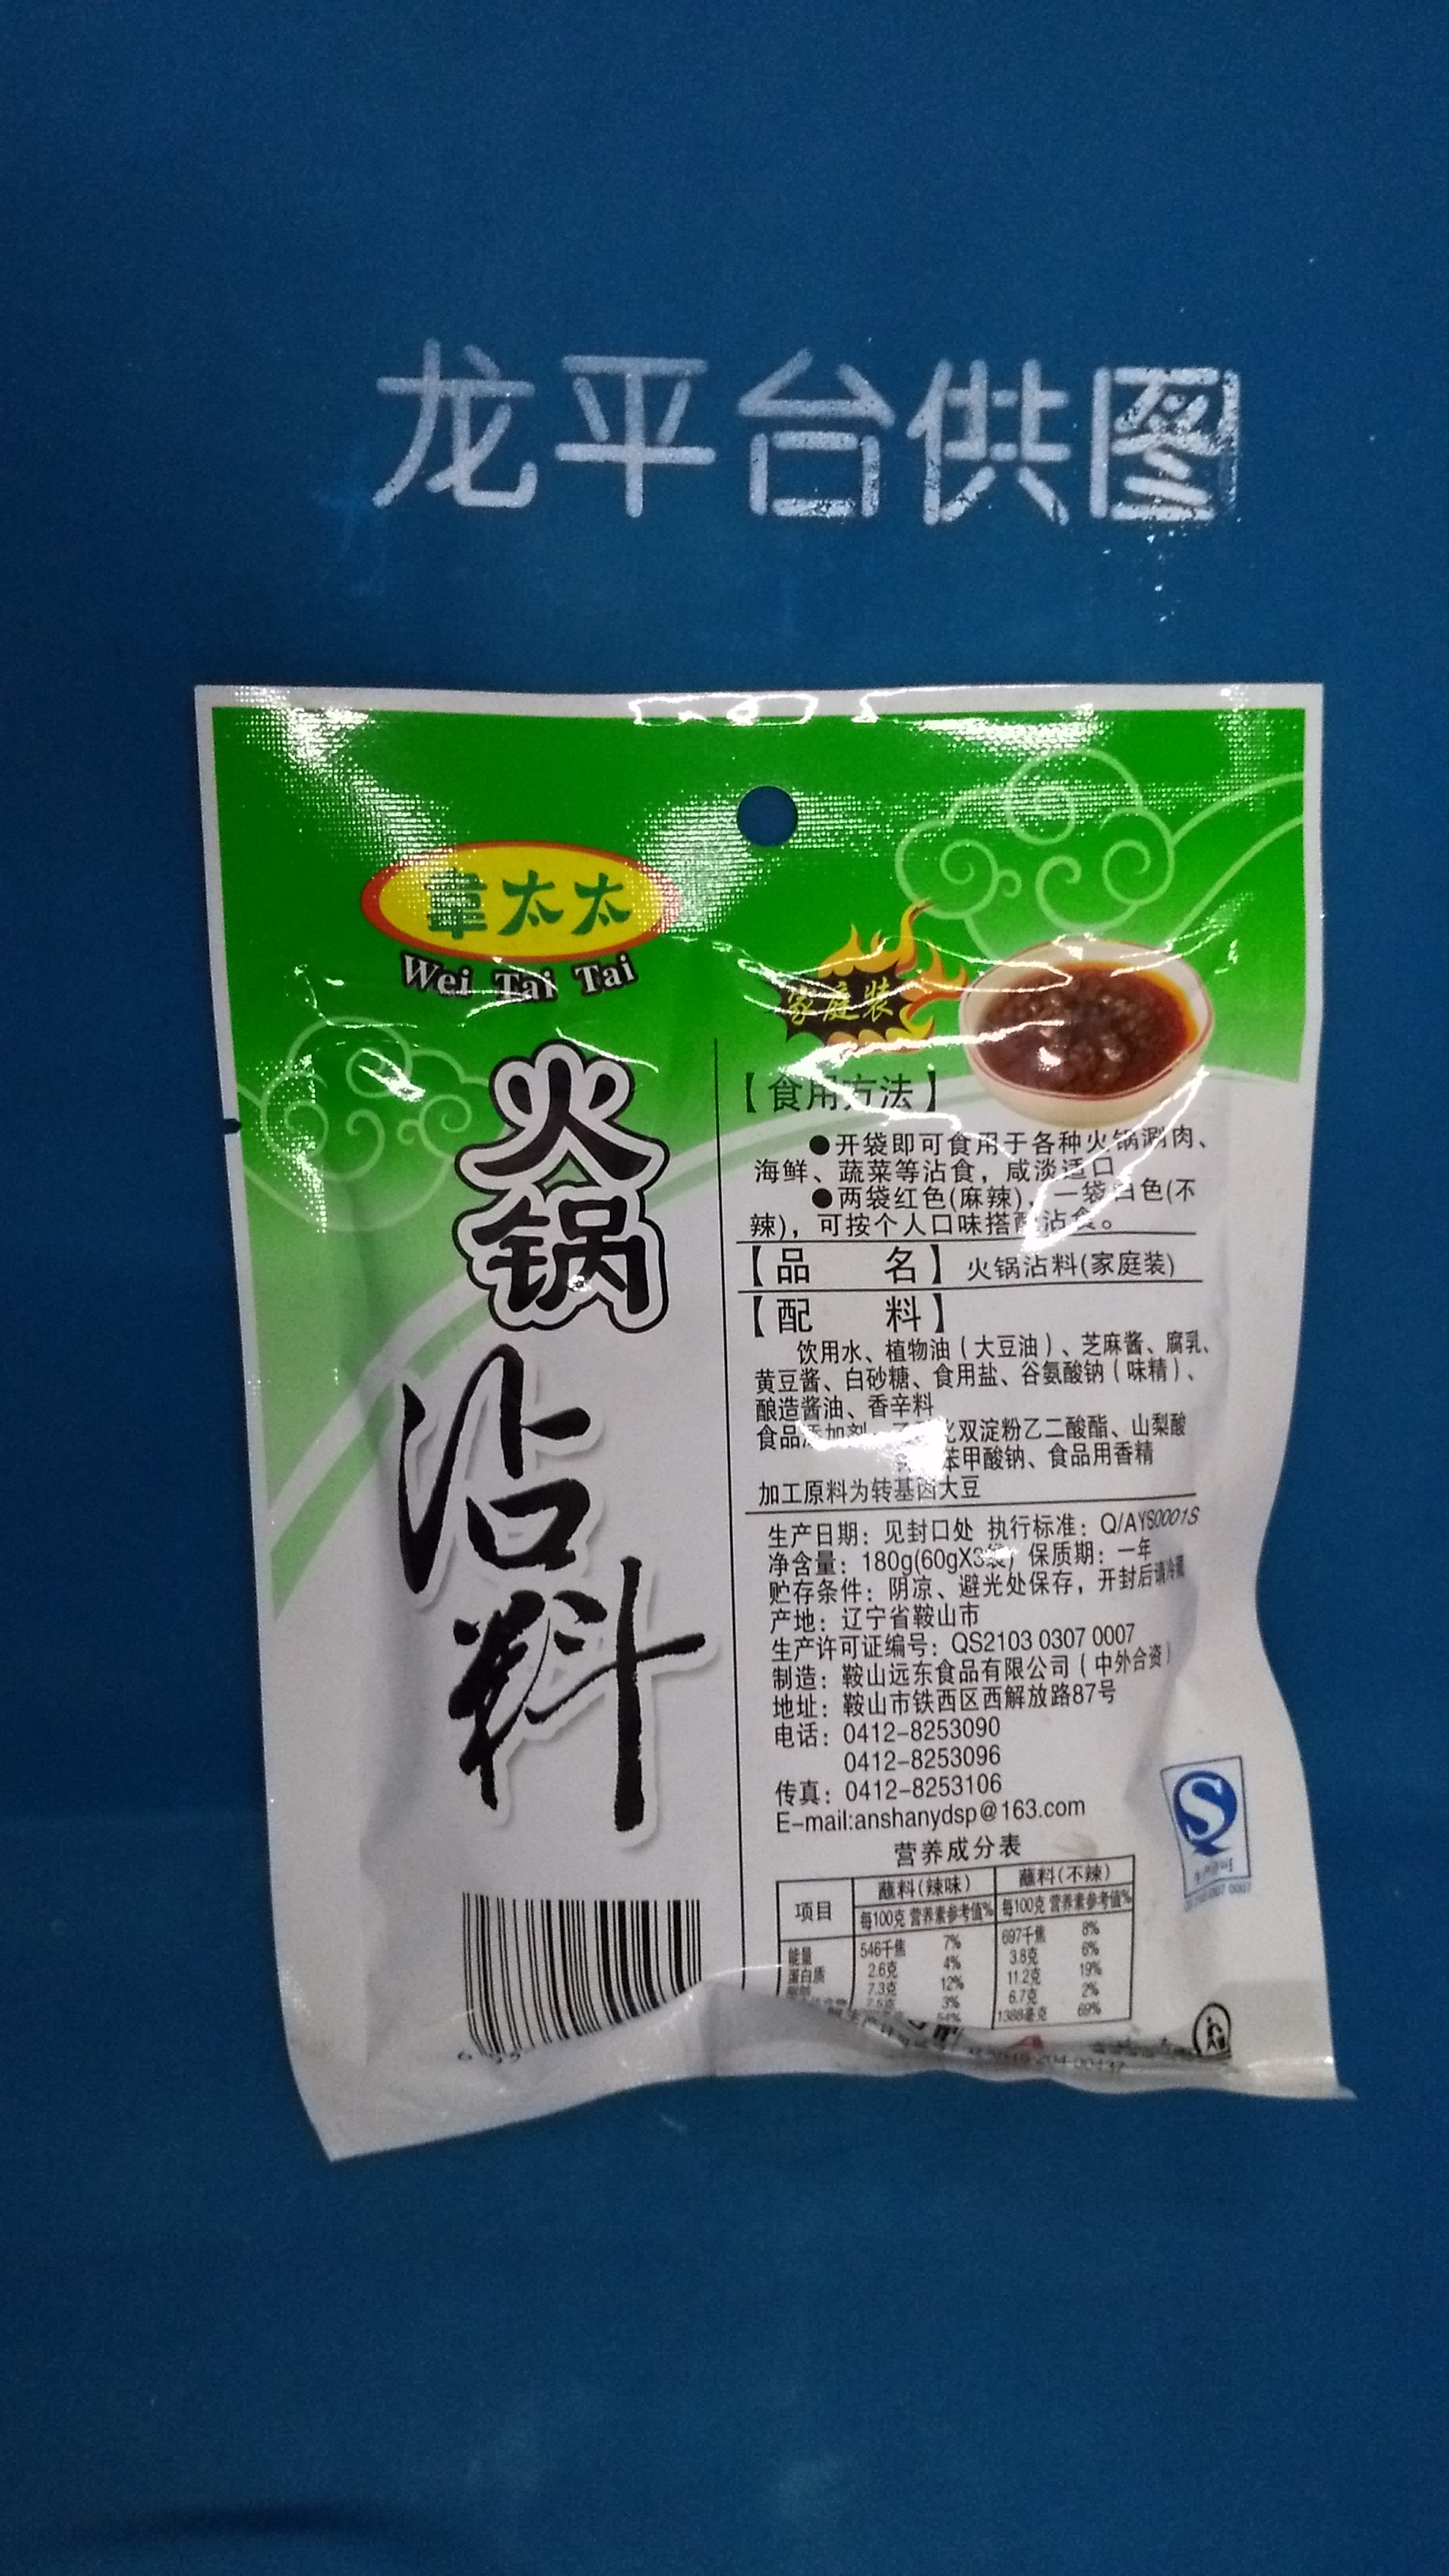 龙平台供图
韋太太
Wei Tai Tai
家庭装
火锅
沾料
【食用方法】
●开袋即可食用于各种火锅涮肉、
海鲜、蔬菜等沾食，咸淡适口
●两袋红色(麻辣)，一袋白色(不
辣)，可按个人口味搭配沾食。
【品 名】火锅沾料(家庭装)
【配 料】
饮用水、植物油（大豆油）、芝麻酱、腐乳、
黄豆酱、白砂糖、食用盐、谷氨酸钠（味精）、
酿造酱油、香辛料
食品添加剂 化双淀粉乙二酸酯、山梨酸
苯甲酸钠、食品用香精
加工原料为转基因大豆
生产日期：见封口处 执行标准：Q/AYS0001S
净含量：180g(60gX3袋) 保质期：一年
贮存条件：阴凉、避光处保存，开封后请冷藏
产地：辽宁省鞍山市
生产许可证编号：QS2103 0307 0007
制造：鞍山远东食品有限公司（中外合资）
地址：鞍山市铁西区西解放路87号
电话：0412-8253090
0412-8253096
传真：0412-8253106
E-mail:anshanydsp@163.com
营养成分表
项目 蘸料(辣味) 蘸料(不辣)
每100克 营养素参考值% 每100克 营养素参考值%
能量 546千焦 7% 697千焦 8%
蛋白质 2.6克 4% 3.8克 6%
7.3克 12% 11.2克 19%
7.5克 3% 6.7克 2%
54% 1388毫克 69%